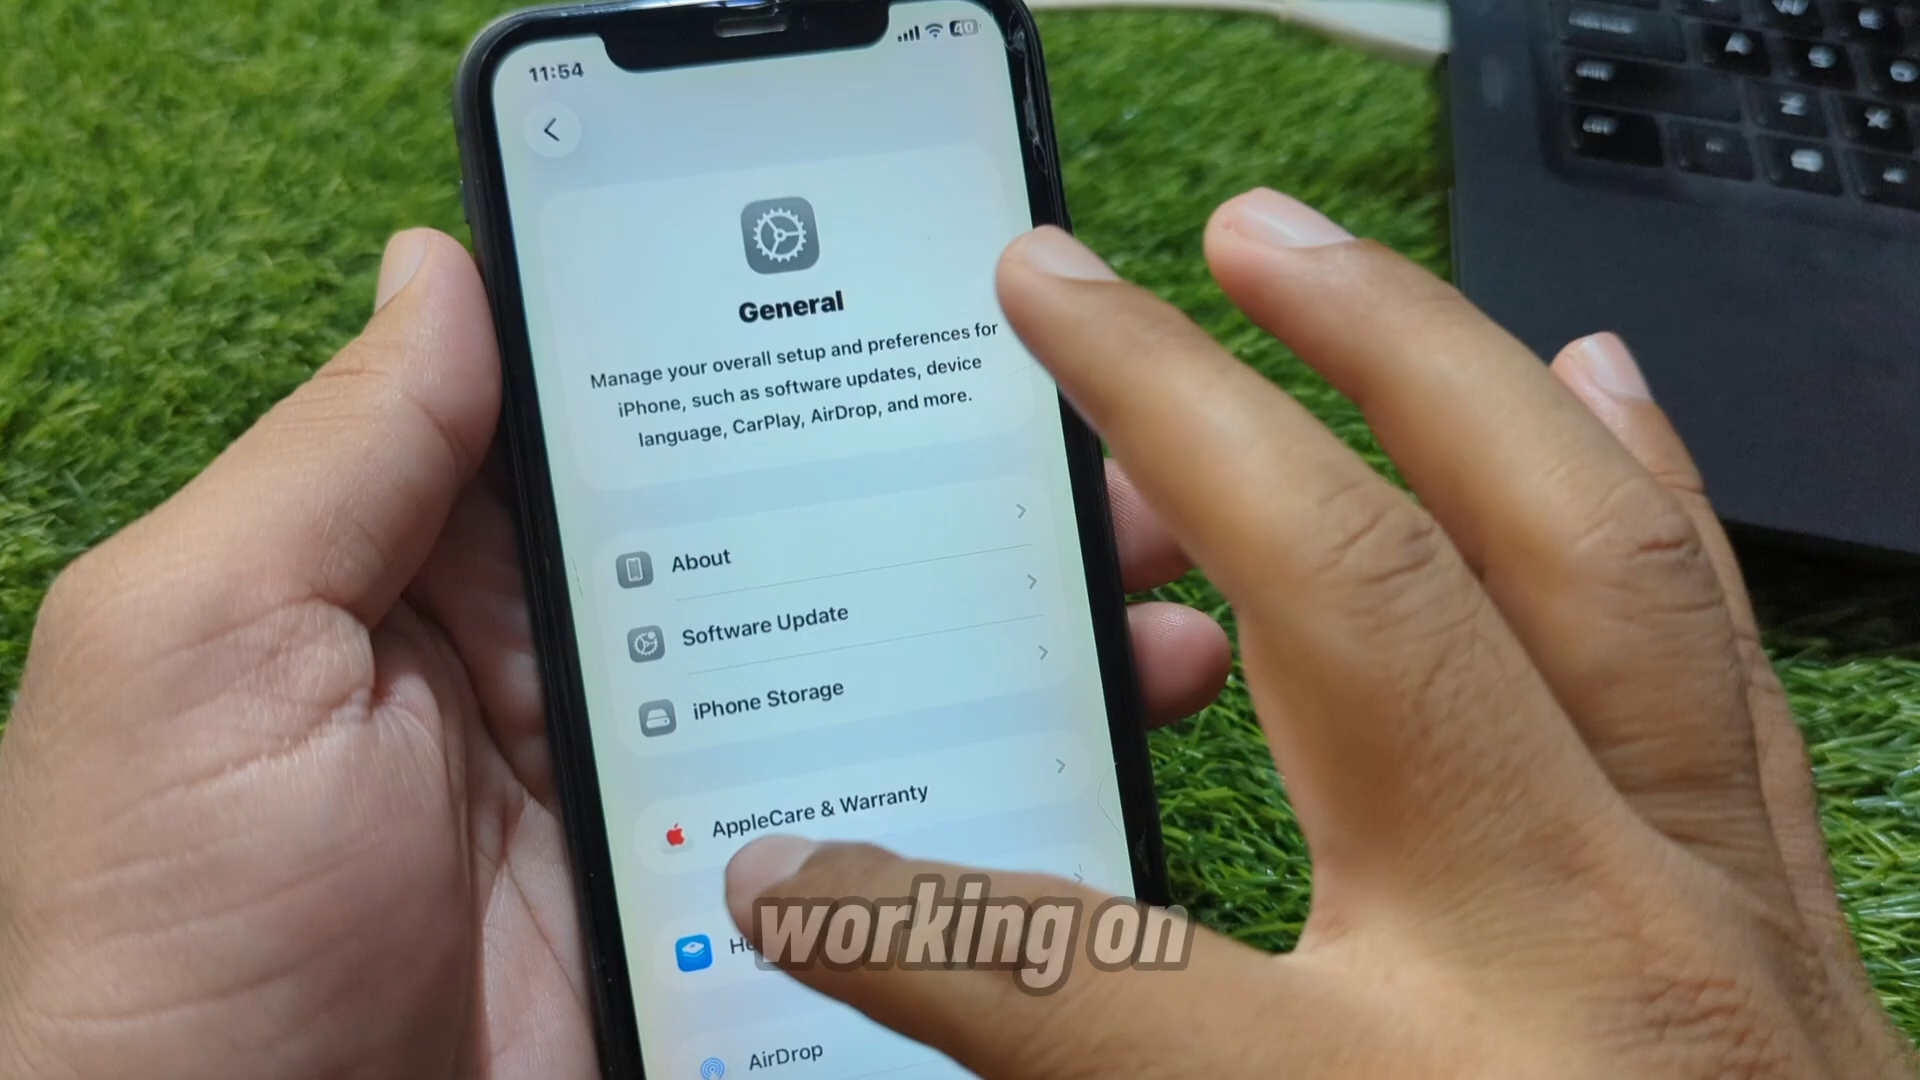 11:54
40
General
Manage your overall setup and preferences for
iPhone, such as software updates, device
language, CarPlay, AirDrop, and more.
About
Software Update
iPhone Storage
AppleCare & Warranty
working on
AirDrop